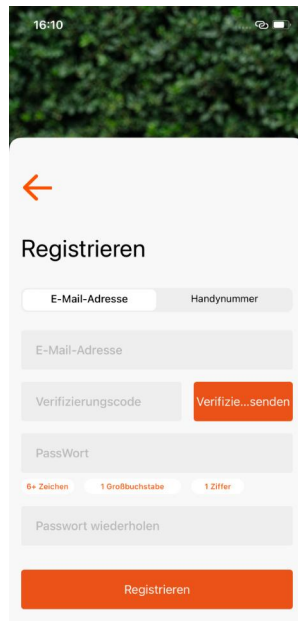 16:10
Registrieren
E-Mail-Adresse Handynummer
E-Mail-Adresse
Verifizierungscode Verifizie...senden
PassWort
6+ Zeichen 1 Großbuchstabe 1 Ziffer
Passwort wiederholen
Registrieren